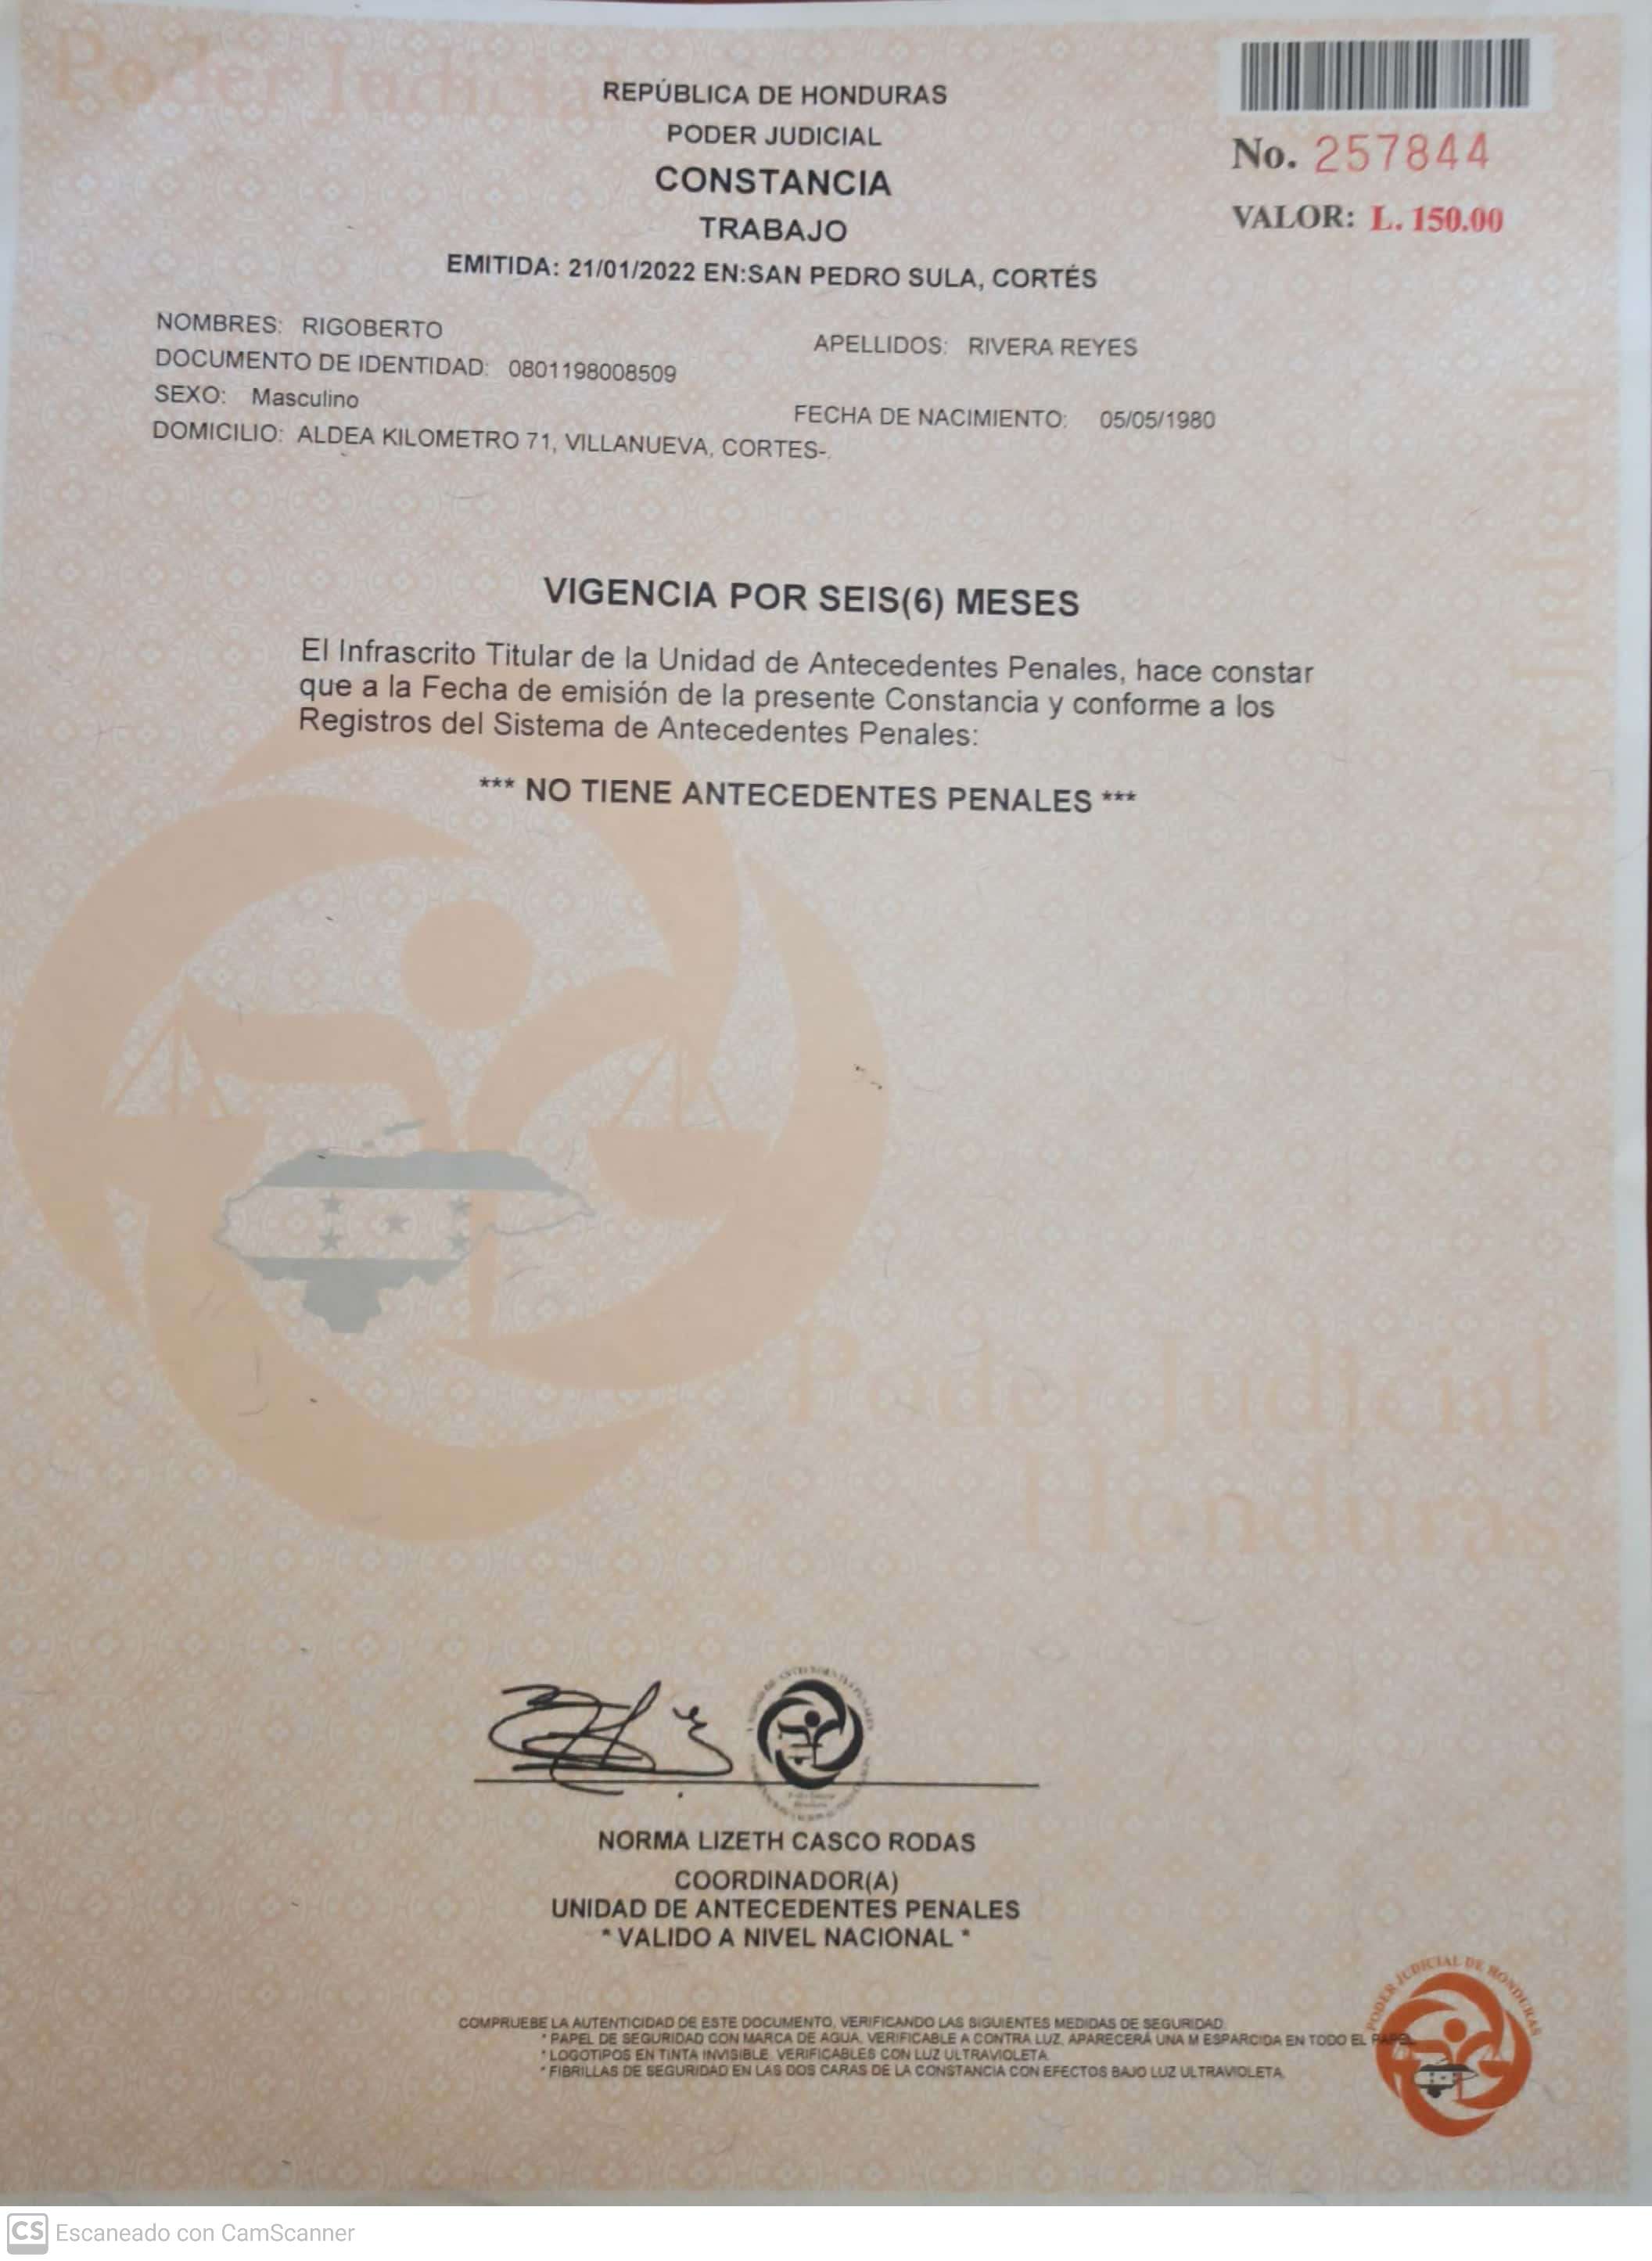 Poder Judicial
REPÚBLICA DE HONDURAS
PODER JUDICIAL
CONSTANCIA
TRABAJO
EMITIDA: 21/01/2022 EN:SAN PEDRO SULA, CORTÉS
No. 257844
VALOR: L. 150.00
NOMBRES: RIGOBERTO
APELLIDOS: RIVERA REYES
DOCUMENTO DE IDENTIDAD: 0801198008509
SEXO: Masculino
FECHA DE NACIMIENTO: 05/05/1980
DOMICILIO: ALDEA KILOMETRO 71, VILLANUEVA, CORTES-.
VIGENCIA POR SEIS(6) MESES
El Infrascrito Titular de la Unidad de Antecedentes Penales, hace constar
que a la Fecha de emisión de la presente Constancia y conforme a los
Registros del Sistema de Antecedentes Penales:
*** NO TIENE ANTECEDENTES PENALES ***
Poder Judicial
Honduras
NORMA LIZETH CASCO RODAS
COORDINADOR(A)
UNIDAD DE ANTECEDENTES PENALES
* VALIDO A NIVEL NACIONAL *
COMPRUEBE LA AUTENTICIDAD DE ESTE DOCUMENTO, VERIFICANDO LAS SIGUIENTES MEDIDAS DE SEGURIDAD:
* PAPEL DE SEGURIDAD CON MARCA DE AGUA, VERIFICABLE A CONTRA LUZ, APARECERÁ UNA M ESPARCIDA EN TODO EL PAPEL
* LOGOTIPOS EN TINTA INVISIBLE, VERIFICABLES CON LUZ ULTRAVIOLETA.
* FIBRILLAS DE SEGURIDAD EN LAS DOS CARAS DE LA CONSTANCIA CON EFECTOS BAJO LUZ ULTRAVIOLETA.
PODER JUDICIAL DE HONDURAS
CS Escaneado con CamScanner